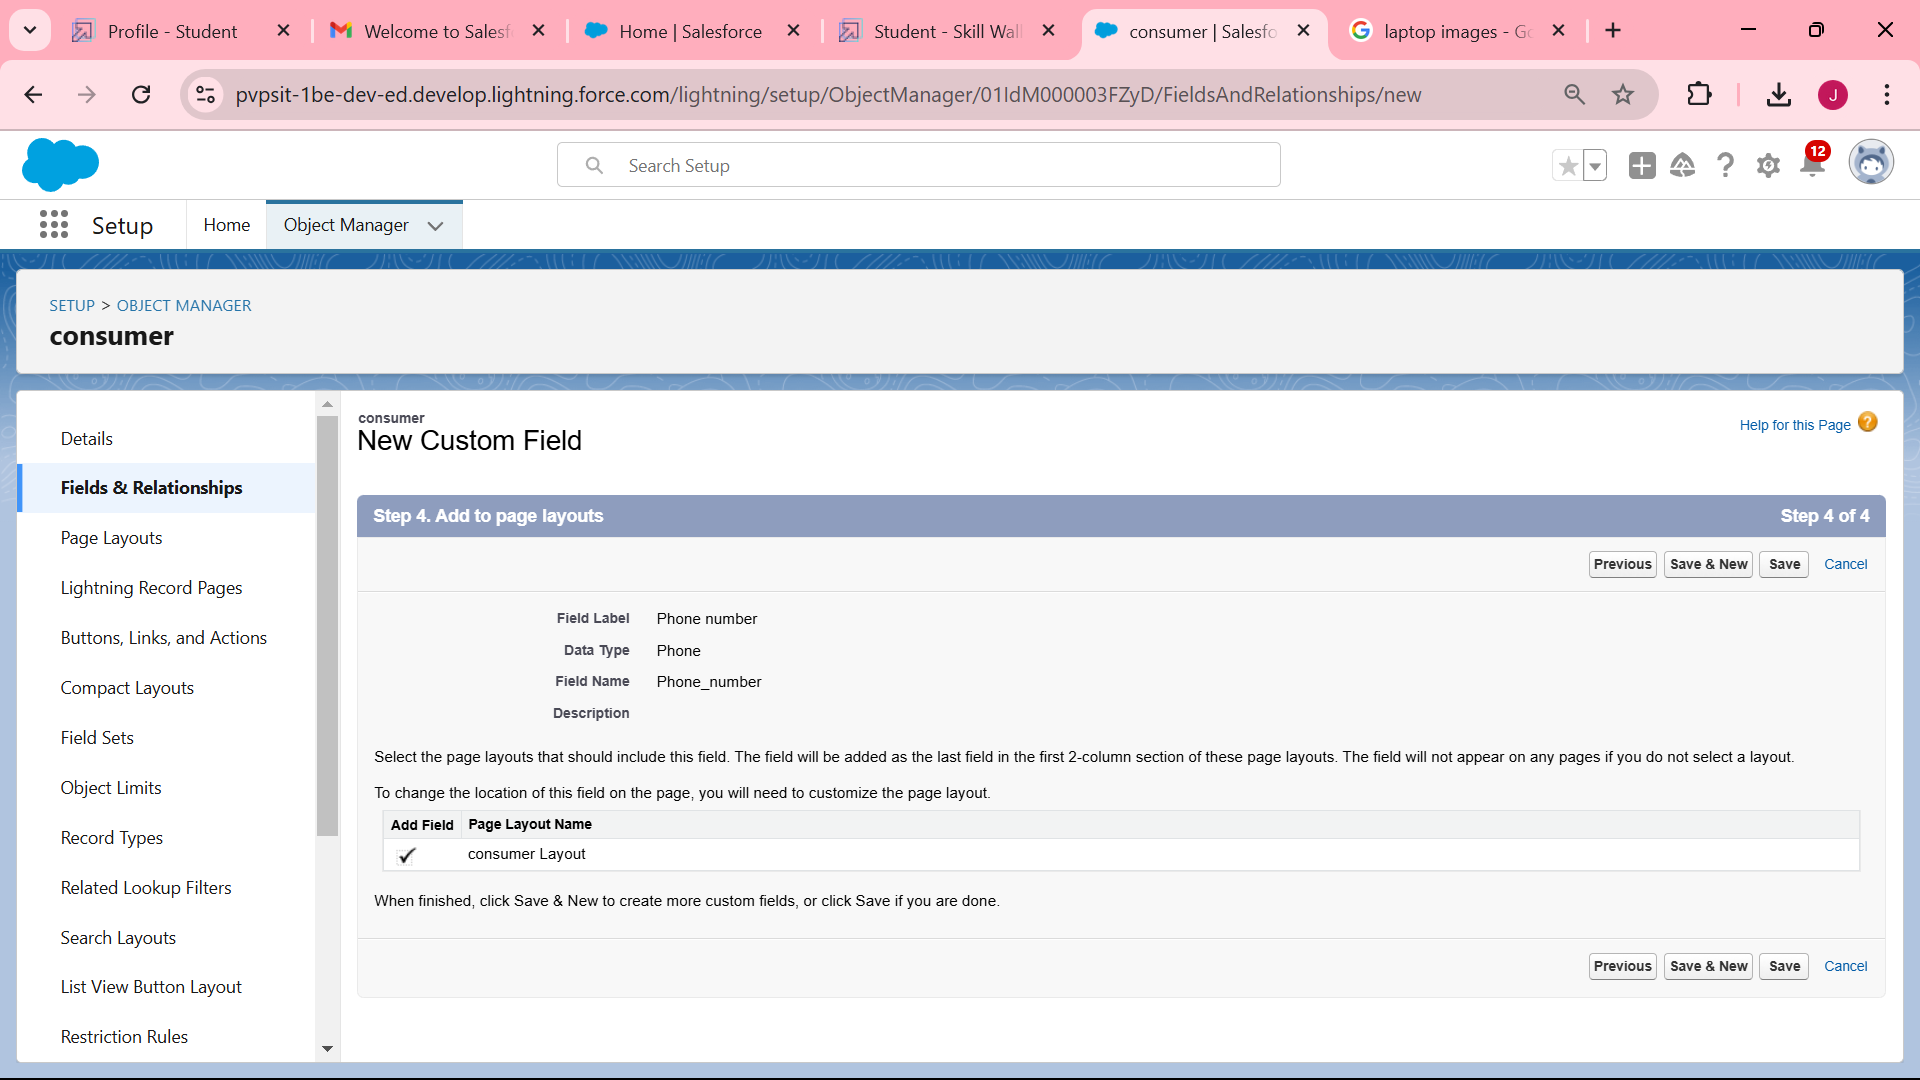 Profile - Student
Welcome to Salesf
Home | Salesforce
Student - Skill Wall
consumer | Salesfo
laptop images - Go
pvpsit-1be-dev-ed.develop.lightning.force.com/lightning/setup/ObjectManager/01IdM000003FZyD/FieldsAndRelationships/new
J
Search Setup
12
Setup
Home
Object Manager
SETUP > OBJECT MANAGER
consumer
Details
Fields & Relationships
Page Layouts
Lightning Record Pages
Buttons, Links, and Actions
Compact Layouts
Field Sets
Object Limits
Record Types
Related Lookup Filters
Search Layouts
List View Button Layout
Restriction Rules
consumer
New Custom Field
Help for this Page
Step 4. Add to page layouts
Step 4 of 4
Previous Save & New Save Cancel
Field Label Phone number
Data Type Phone
Field Name Phone_number
Description
Select the page layouts that should include this field. The field will be added as the last field in the first 2-column section of these page layouts. The field will not appear on any pages if you do not select a layout.
To change the location of this field on the page, you will need to customize the page layout.
Add Field Page Layout Name
consumer Layout
When finished, click Save & New to create more custom fields, or click Save if you are done.
Previous Save & New Save Cancel